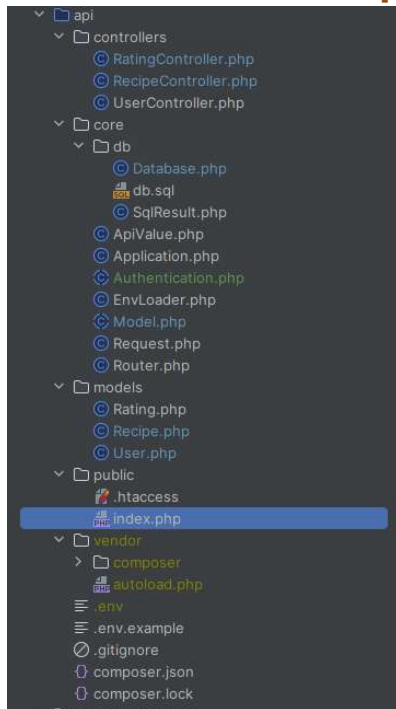 api
controllers
RatingController.php
RecipeController.php
UserController.php
core
db
Database.php
db.sql
SqlResult.php
ApiValue.php
Application.php
Authentication.php
EnvLoader.php
Model.php
Request.php
Router.php
models
Rating.php
Recipe.php
User.php
public
.htaccess
index.php
vendor
composer
autoload.php
.env
.env.example
.gitignore
composer.json
composer.lock